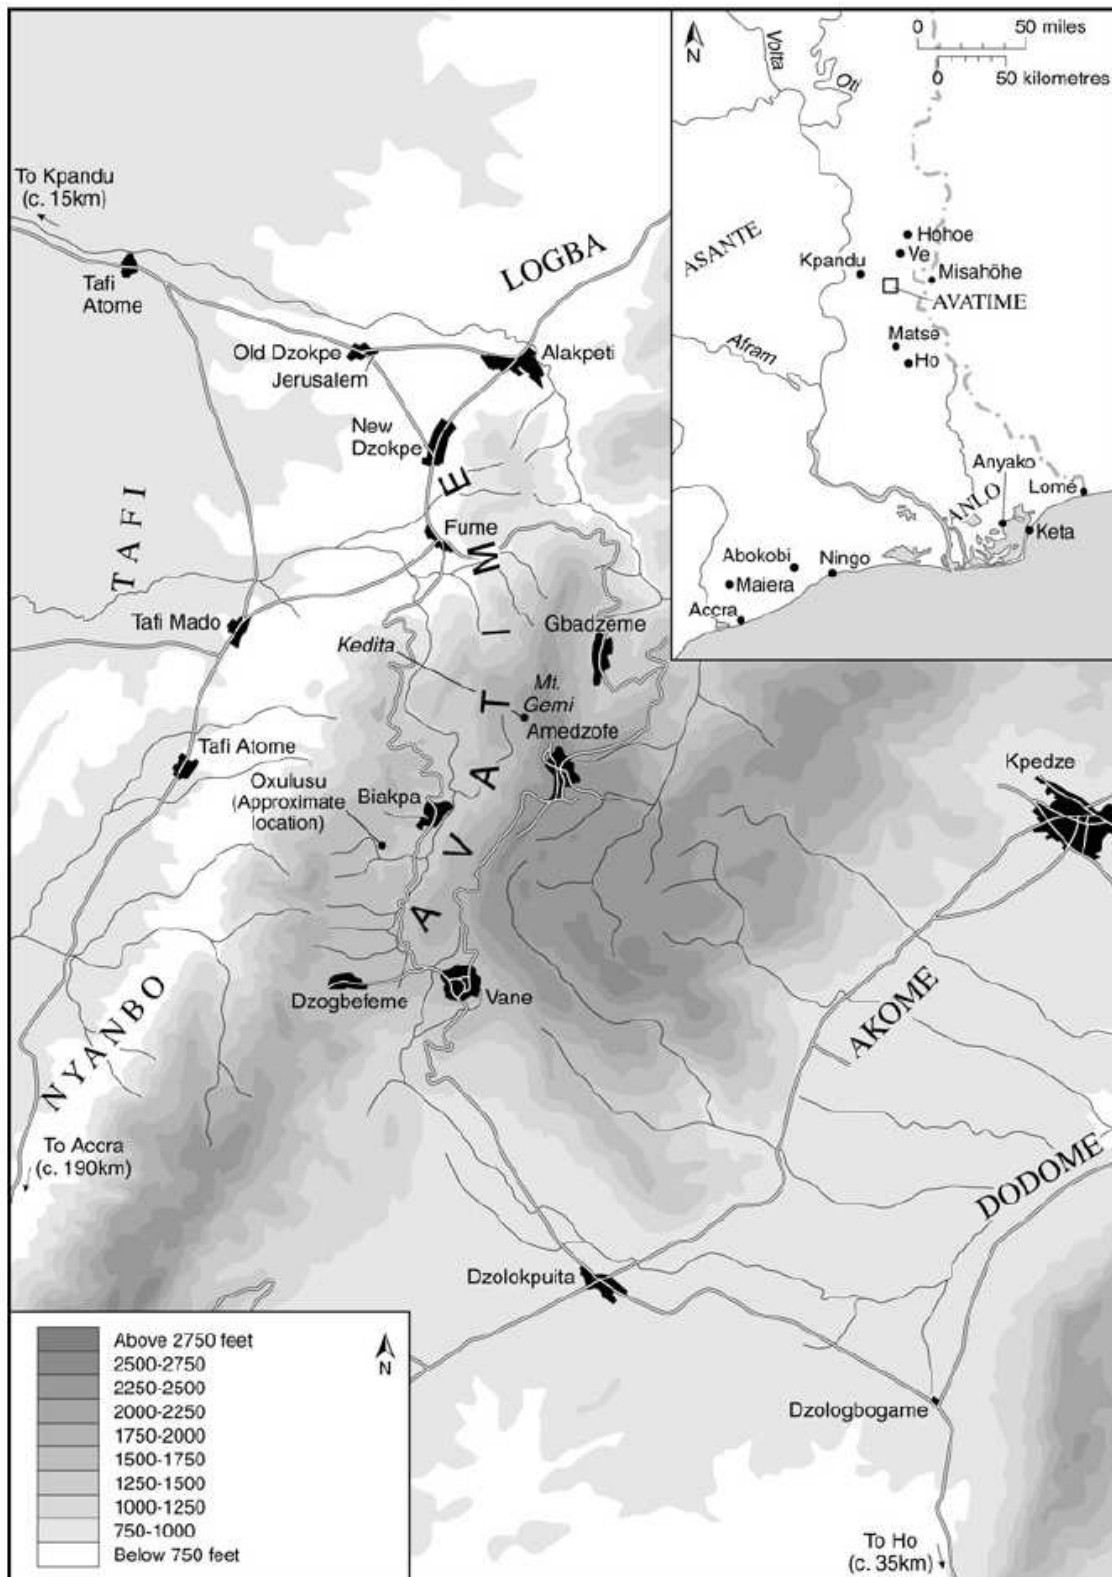 To Kpandu
(c. 15km)
Tafi
Atome
LOGBA
Old Dzokpe
Jerusalem
Alakpeti
New
Dzokpe
TAFI
Fume
Tafi Mado
Kedita
Gbadzeme
Mt.
Gemi
Amedzofe
AVATIME
Tafi Atome
Oxulusu
(Approximate
location)
Biakpa
Kpedze
Dzogbefeme
Vane
NYANBO
AKOME
To Accra
(c. 190km)
DODOME
Dzolokpuita
Dzologbogame
To Ho
(c. 35km)
N
Volta
Oti
0 50 miles
0 50 kilometres
ASANTE
Hohoe
Ve
Kpandu
Misahöhe
AVATIME
Matse
Ho
Afram
Anyako
Lome
ANLO
Keta
Abokobi
Ningo
Maiera
Accra
Above 2750 feet
2500-2750
2250-2500
2000-2250
1750-2000
1500-1750
1250-1500
1000-1250
750-1000
Below 750 feet
N